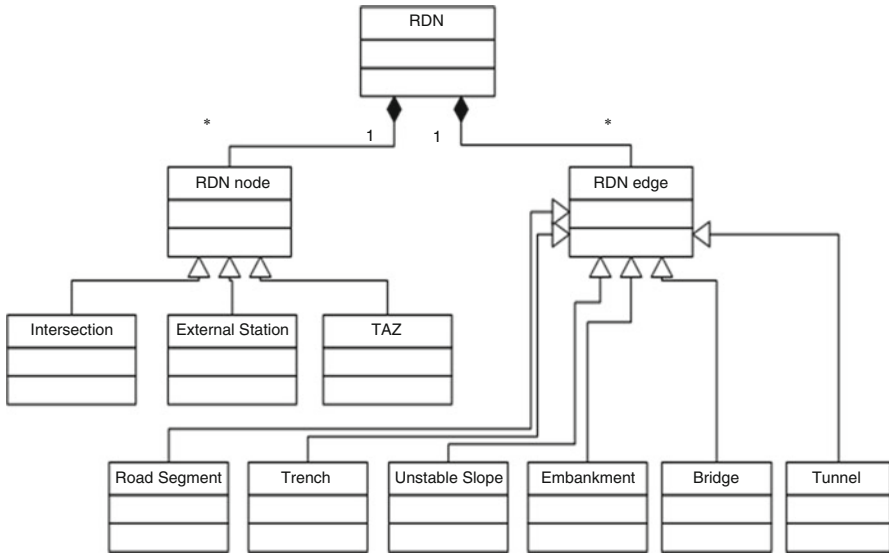 RDN
*
1
1
*
RDN node
RDN edge
Intersection
External Station
TAZ
Road Segment
Trench
Unstable Slope
Embankment
Bridge
Tunnel